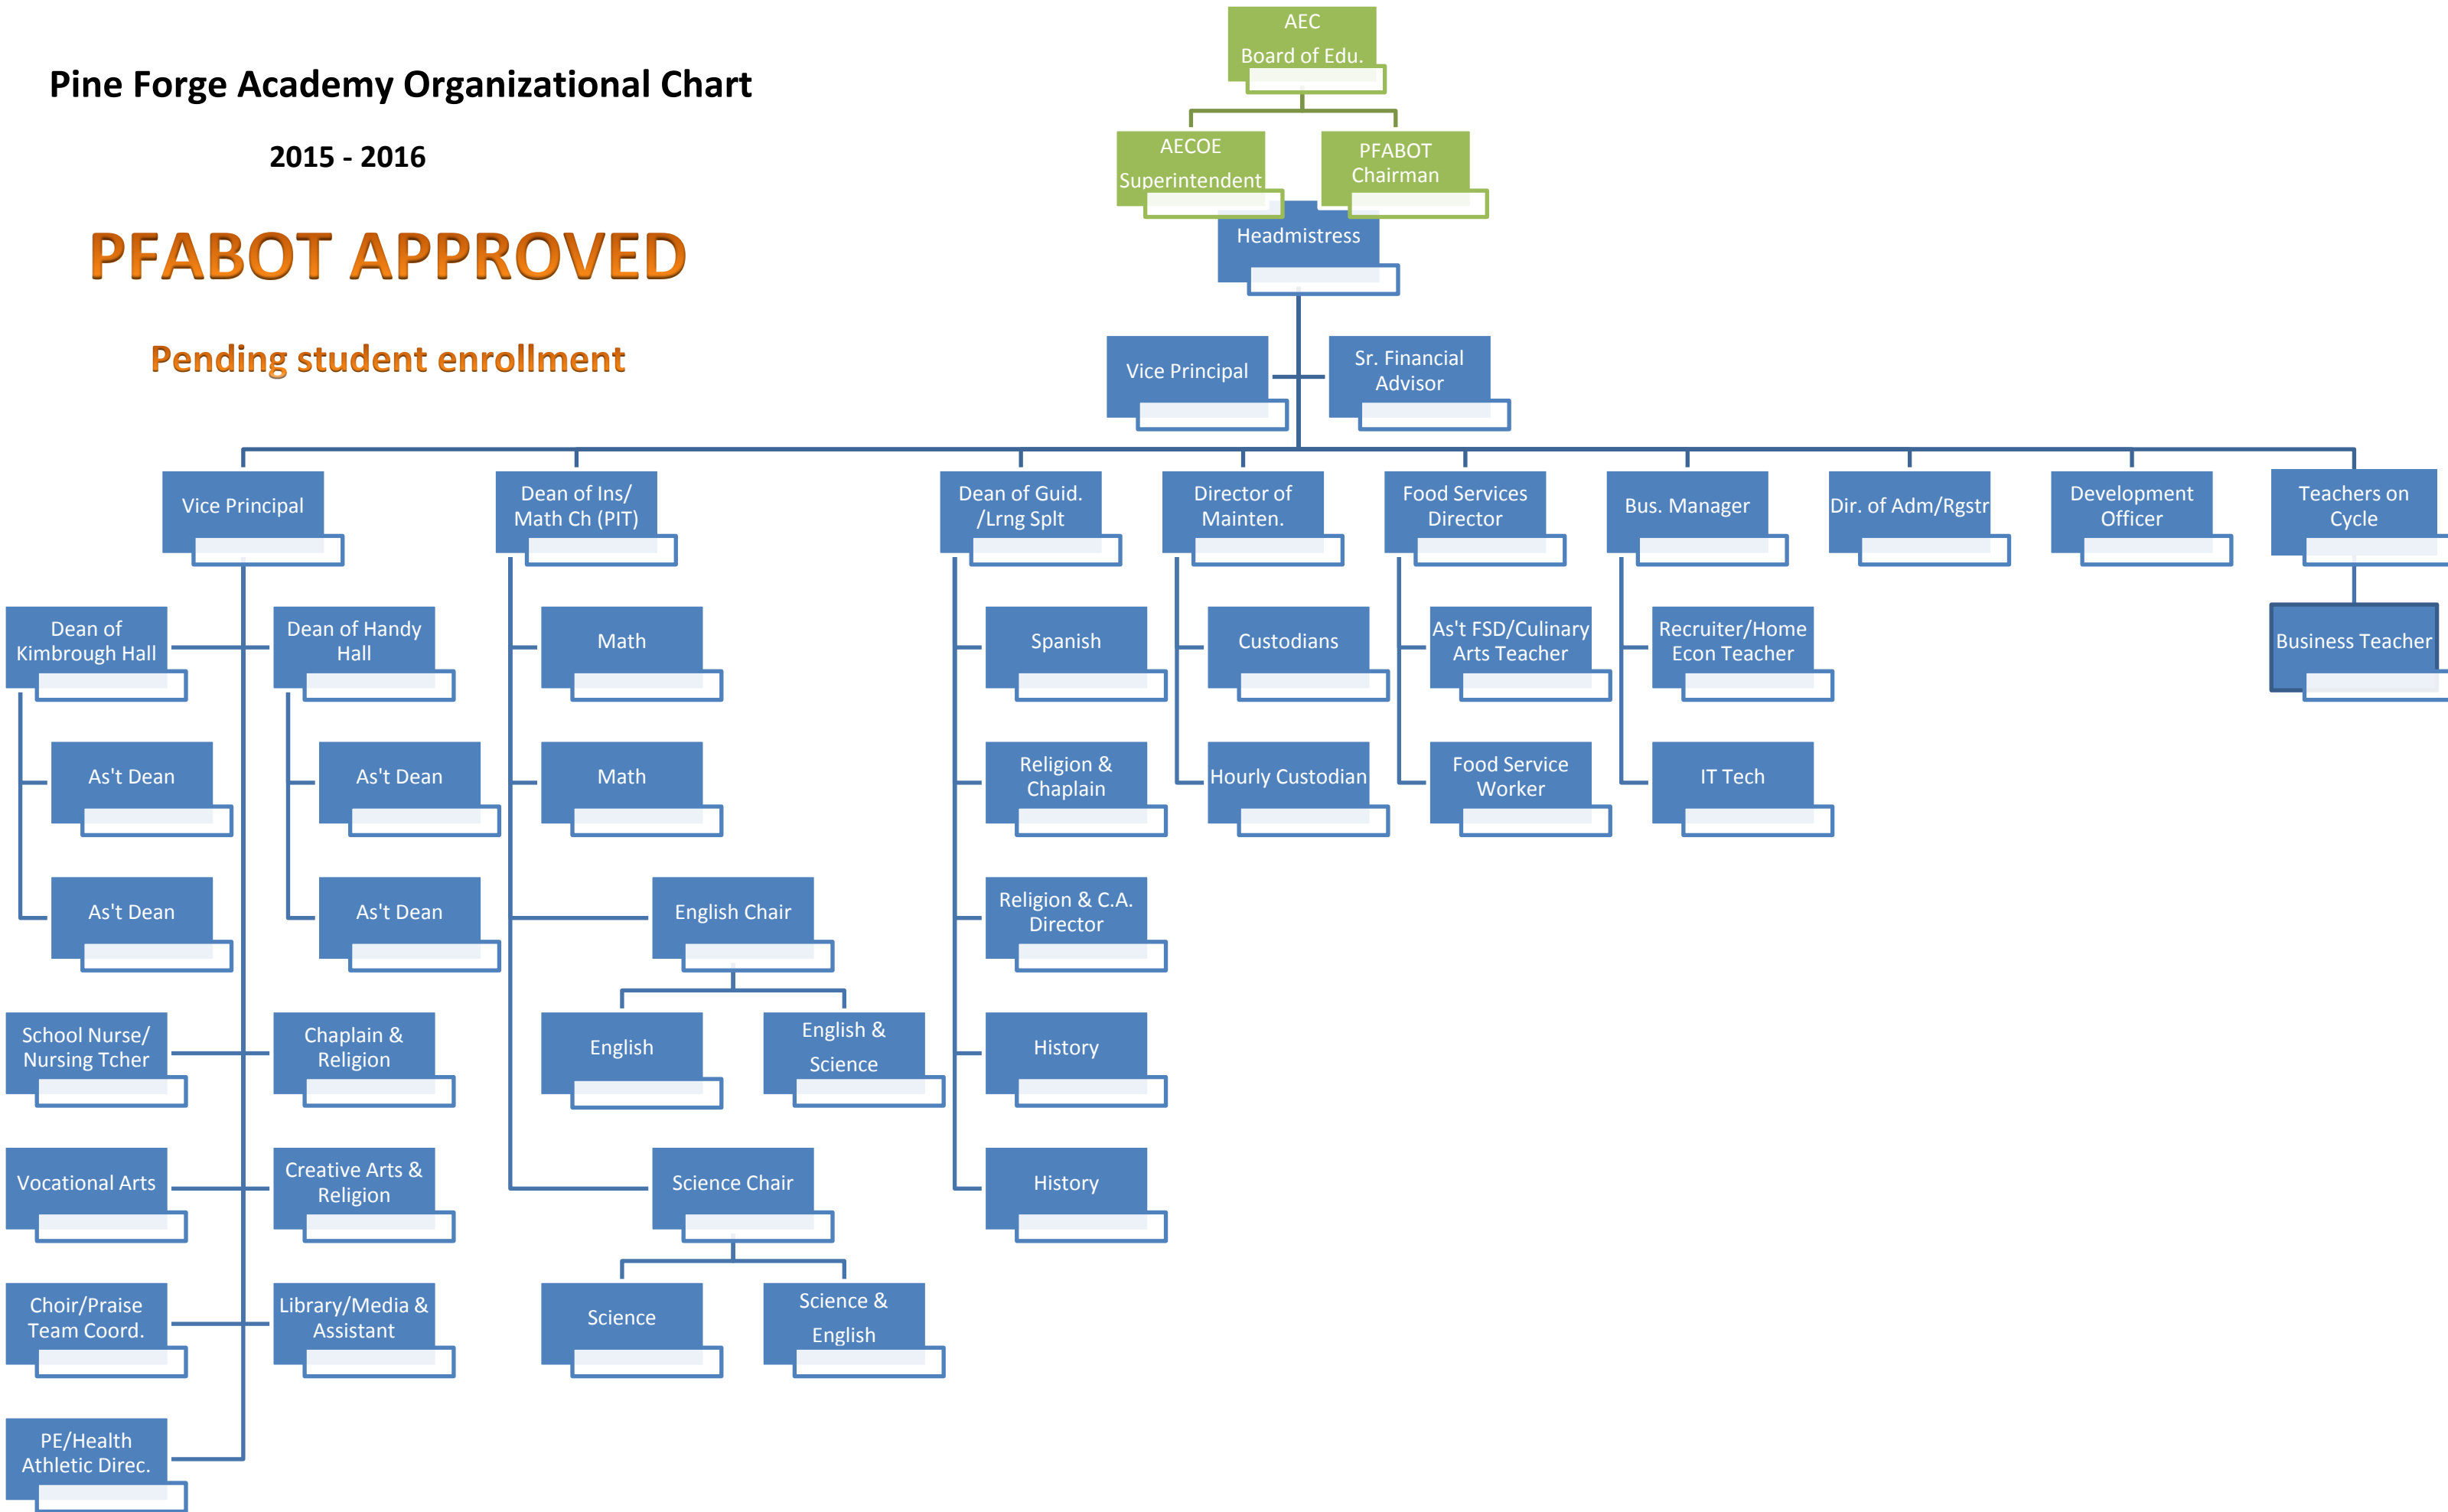 AEC
Board of Edu.
Pine Forge Academy Organizational Chart
2015 - 2016
AECOE
Superintendent
PFABOT
Chairman
PFABOT APPROVED
Headmistress
Pending student enrollment
Vice Principal
Sr. Financial
Advisor
Vice Principal
Dean of Ins/
Math Ch (PIT)
Dean of Guid.
/Lrng Splt
Director of
Mainten.
Food Services
Director
Bus. Manager
Dir. of Adm/Rgstr
Development
Officer
Teachers on
Cycle
Dean of
Kimbrough Hall
Dean of Handy
Hall
Math
Spanish
Custodians
As't FSD/Culinary
Arts Teacher
Recruiter/Home
Econ Teacher
Business Teacher
As't Dean
As't Dean
Math
Religion &
Chaplain
Hourly Custodian
Food Service
Worker
IT Tech
As't Dean
As't Dean
English Chair
Religion & C.A.
Director
School Nurse/
Nursing Tcher
Chaplain &
Religion
English
English &
Science
History
Vocational Arts
Creative Arts &
Religion
Science Chair
History
Choir/Praise
Team Coord.
Library/Media &
Assistant
Science
Science &
English
PE/Health
Athletic Direc.